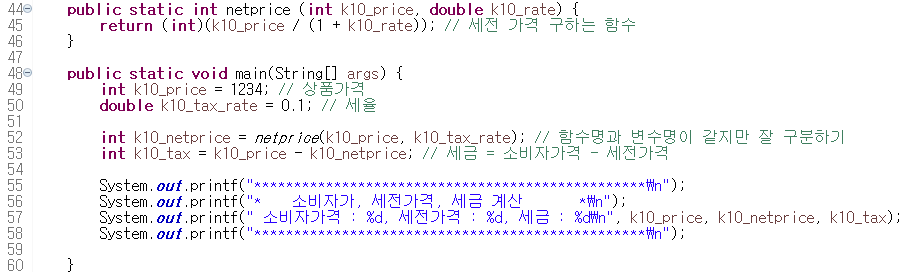 44 public static int netprice (int k10_price, double k10_rate) {
45 return (int)(k10_price / (1 + k10_rate)); // 세전 가격 구하는 함수
46 }
47
48 public static void main(String[] args) {
49 int k10_price = 1234; // 상품가격
50 double k10_tax_rate = 0.1; // 세율
51
52 int k10_netprice = netprice(k10_price, k10_tax_rate); // 함수명과 변수명이 같지만 잘 구분하기
53 int k10_tax = k10_price - k10_netprice; // 세금 = 소비자가격 - 세전가격
54
55 System.out.printf("*************************************************₩n");
56 System.out.printf("*    소비자가, 세전가격, 세금 계산       *₩n");
57 System.out.printf(" 소비자가격 : %d, 세전가격 : %d, 세금 : %d₩n", k10_price, k10_netprice, k10_tax);
58 System.out.printf("*************************************************₩n");
59
60 }